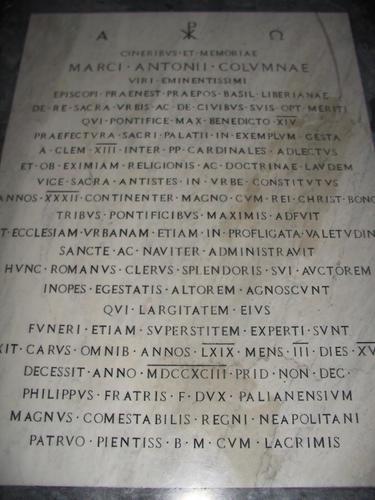 Α ☧ Ω
CINERIBVS · ET · MEMORIAE
MARCI · ANTONII · COLVMNAE
VIRI · EMINENTISSIMI
EPISCOPI · PRAENEST · PRAEPOS · BASIL · LIBERIANAE
DE · RE · SACRA · VRBIS · AC · DE · CIVIBVS · SVIS · OPT · MERITI
QVI · PONTIFICE · MAX · BENEDICTO · XIV
PRAEFECTVRA · SACRI · PALATII · IN · EXEMPLVM · GESTA
A · CLEM · XIII · INTER · PP · CARDINALES · ADLECTVS
ET · OB · EXIMIAM · RELIGIONIS · AC · DOCTRINAE · LAVDEM
VICE · SACRA · ANTISTES · IN · VRBE · CONSTITVTVS
ANNOS · XXXII · CONTINENTER · MAGNO · CVM · REI · CHRIST · BONO
TRIBVS · PONTIFICIBVS · MAXIMIS · ADFVIT
ET · ECCLESIAM · VRBANAM · ETIAM · IN · PROFLIGATA · VALETVDIN
SANCTE · AC · NAVITER · ADMINISTRAVIT
HVNC · ROMANVS · CLERVS · SPLENDORIS · SVI · AVCTOREM
INOPES · EGESTATIS · ALTOREM · AGNOSCVNT
QVI · LARGITATEM · EIVS
FVNERI · ETIAM · SVPERSTITEM · EXPERTI · SVNT
XIT · CARVS · OMNIB · ANNOS · LXIX · MENS · III · DIES · XV
DECESSIT · ANNO · MDCCXCIII · PRID · NON · DEC ·
PHILIPPVS · FRATRIS · F · DVX · PALIANENSIVM
MAGNVS · COMESTABILIS · REGNI · NEAPOLITANI
PATRVO · PIENTISS · B · M · CVM · LACRIMIS